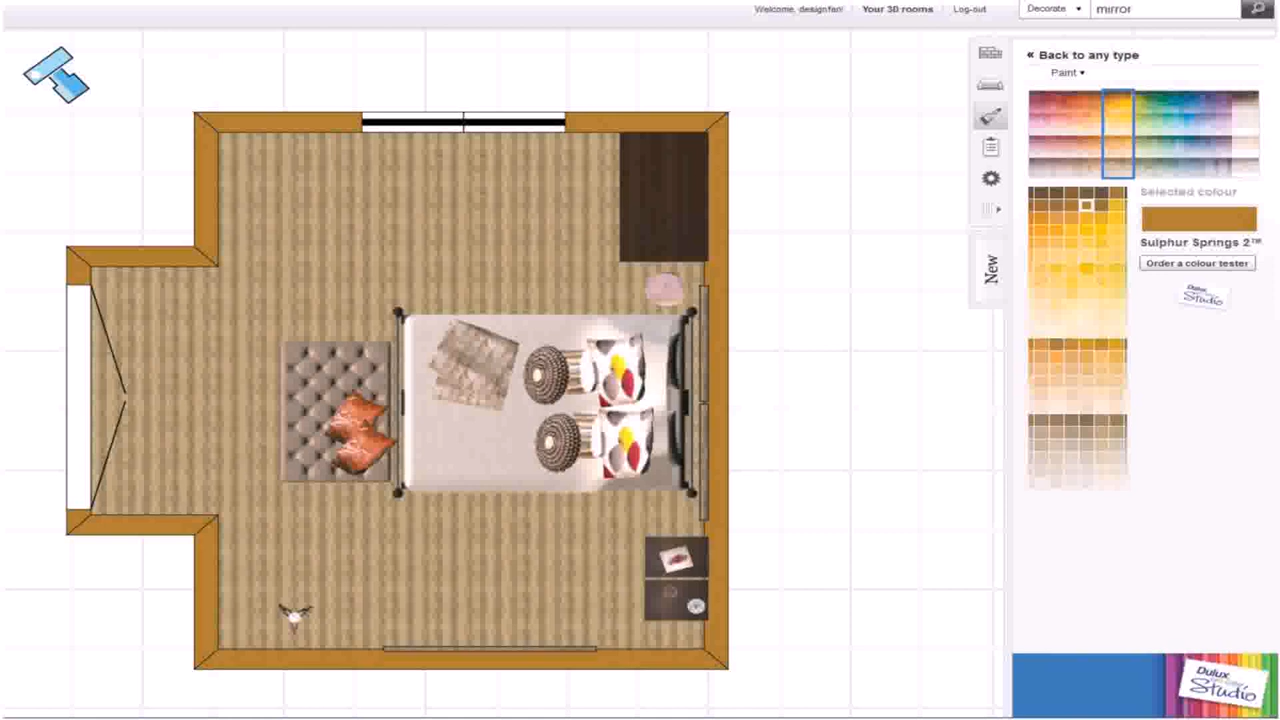 Welcome, designfan!
Your 3D rooms
Log-out
Decorate
mirror
« Back to any type
Paint
Selected colour
Sulphur Springs 2™
Order a colour tester
Studio
New
Dulux
Studio